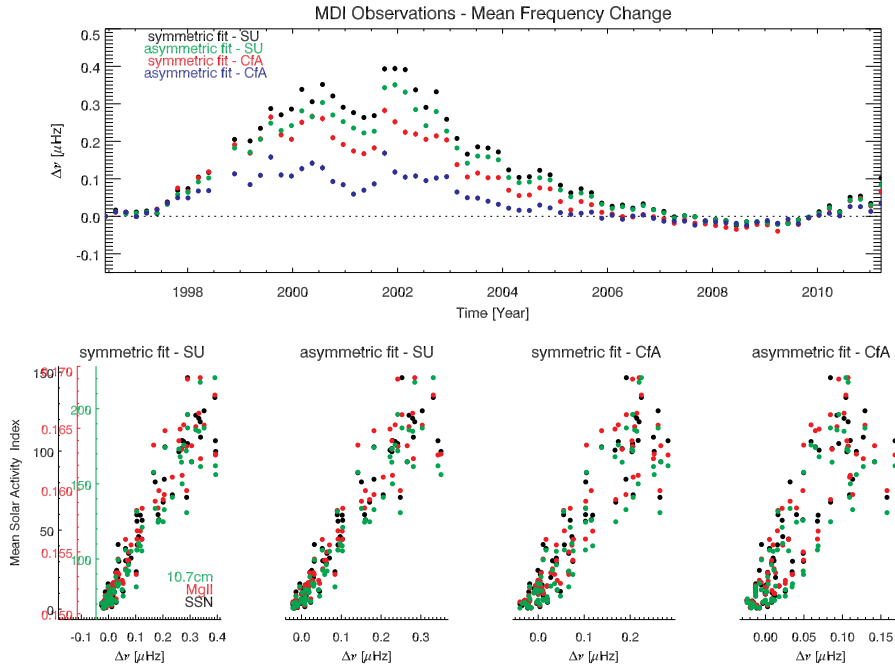 MDI Observations - Mean Frequency Change
symmetric fit - SU
asymmetric fit - SU
symmetric fit - CfA
asymmetric fit - CfA
Δν [μHz]
0.5
0.4
0.3
0.2
0.1
0.0
-0.1
1998 2000 2002 2004 2006 2008 2010
Time [Year]
symmetric fit - SU asymmetric fit - SU symmetric fit - CfA asymmetric fit - CfA
Mean Solar Activity Index
150 0.170
200
0.165
100
150
0.160
50
0.155
100
0
0.150
10.7cm
MgII
SSN
-0.1 0.0 0.1 0.2 0.3 0.4 0.0 0.1 0.2 0.3 0.0 0.1 0.2 0.00 0.05 0.10 0.15
Δν [μHz] Δν [μHz] Δν [μHz] Δν [μHz]